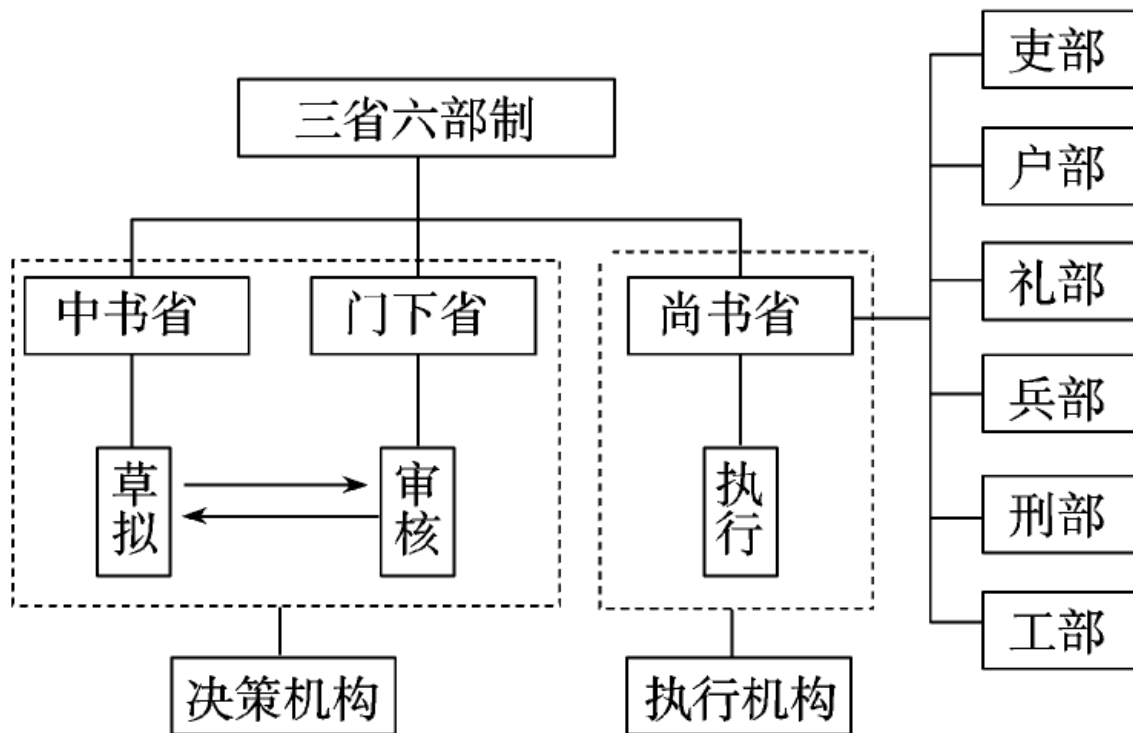 三省六部制
中书省
门下省
尚书省
草拟
审核
执行
决策机构
执行机构
吏部
户部
礼部
兵部
刑部
工部